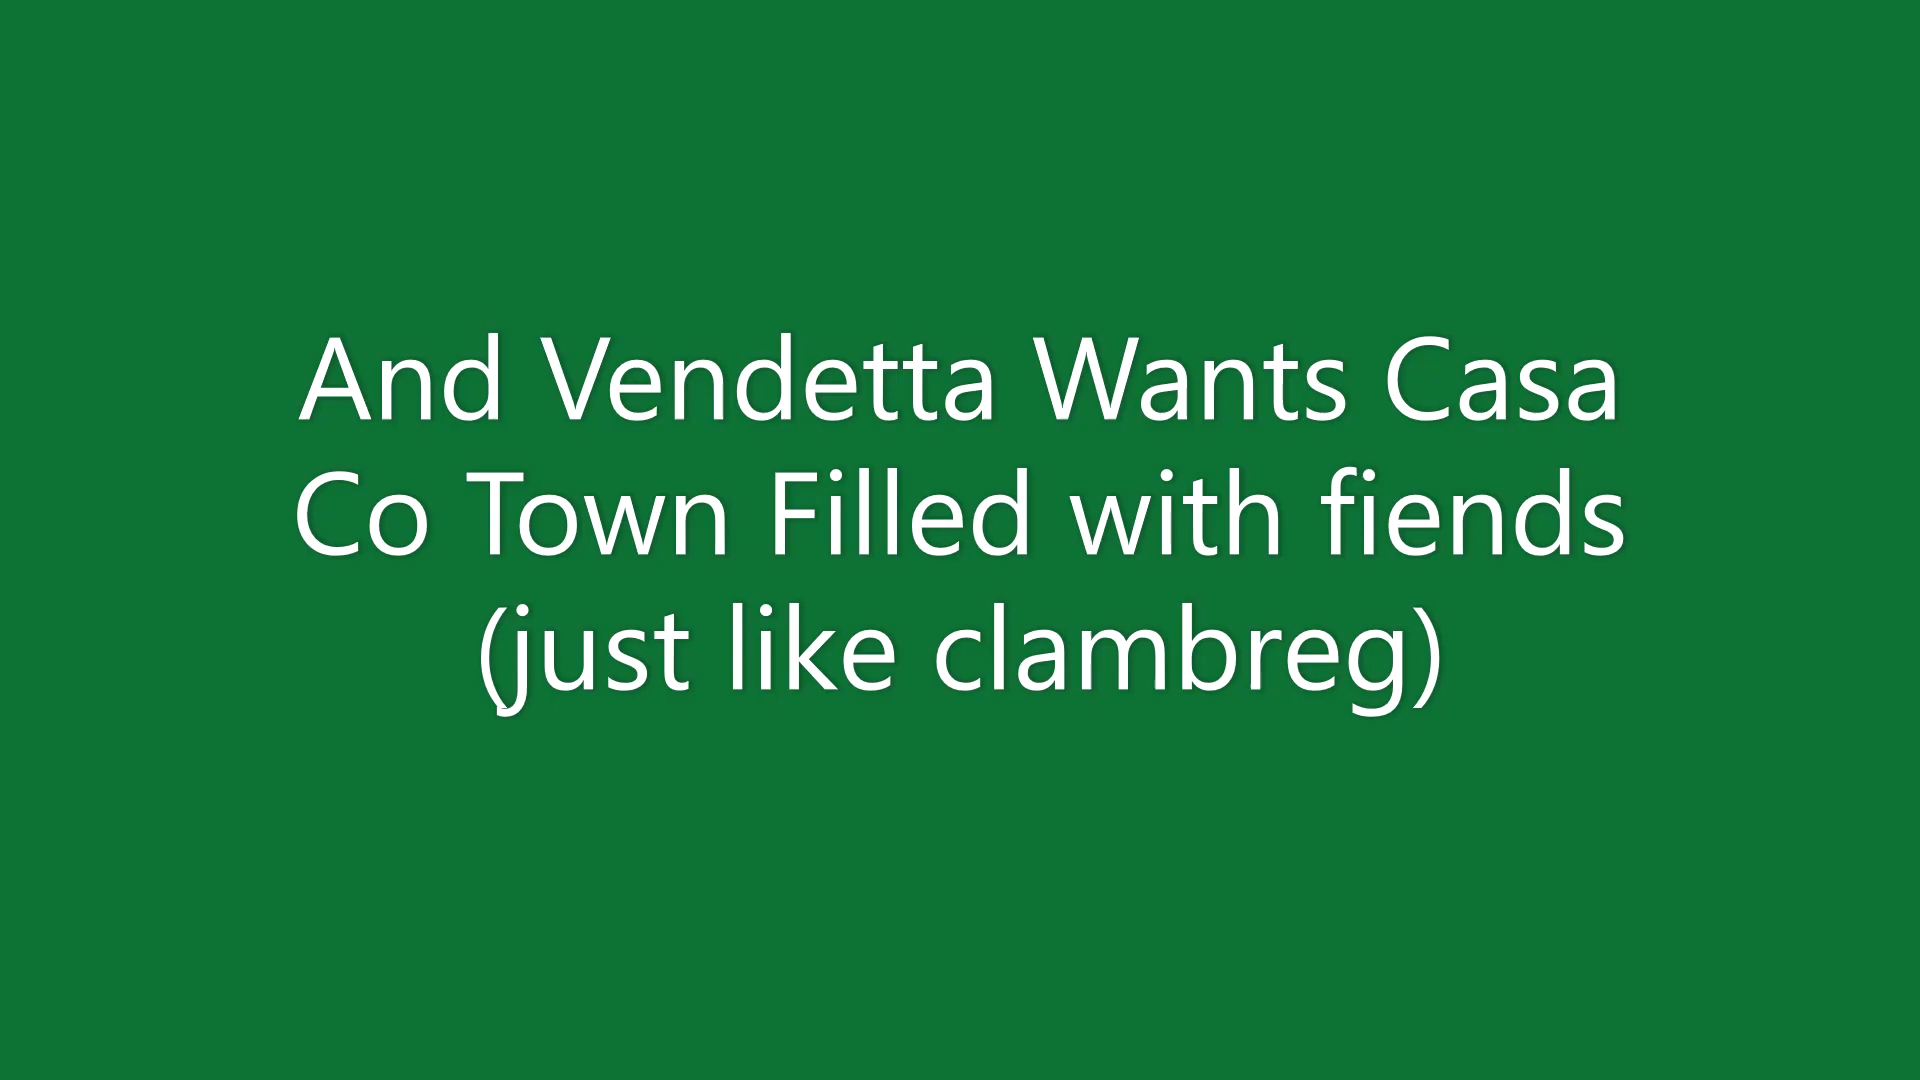 And Vendetta Wants Casa
Co Town Filled with fiends
(just like clambreg)